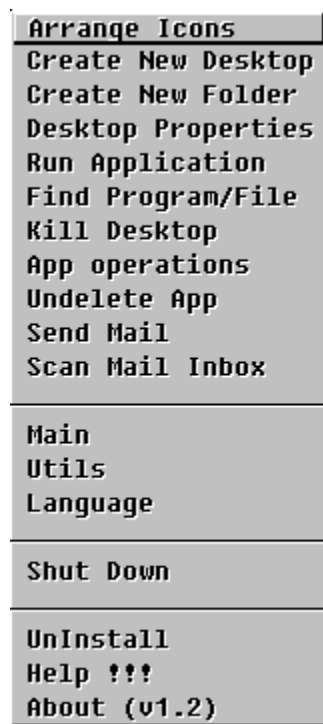 Arrange Icons
Create New Desktop
Create New Folder
Desktop Properties
Run Application
Find Program/File
Kill Desktop
App operations
Undelete App
Send Mail
Scan Mail Inbox
Main
Utils
Language
Shut Down
UnInstall
Help !!!
About (v1.2)